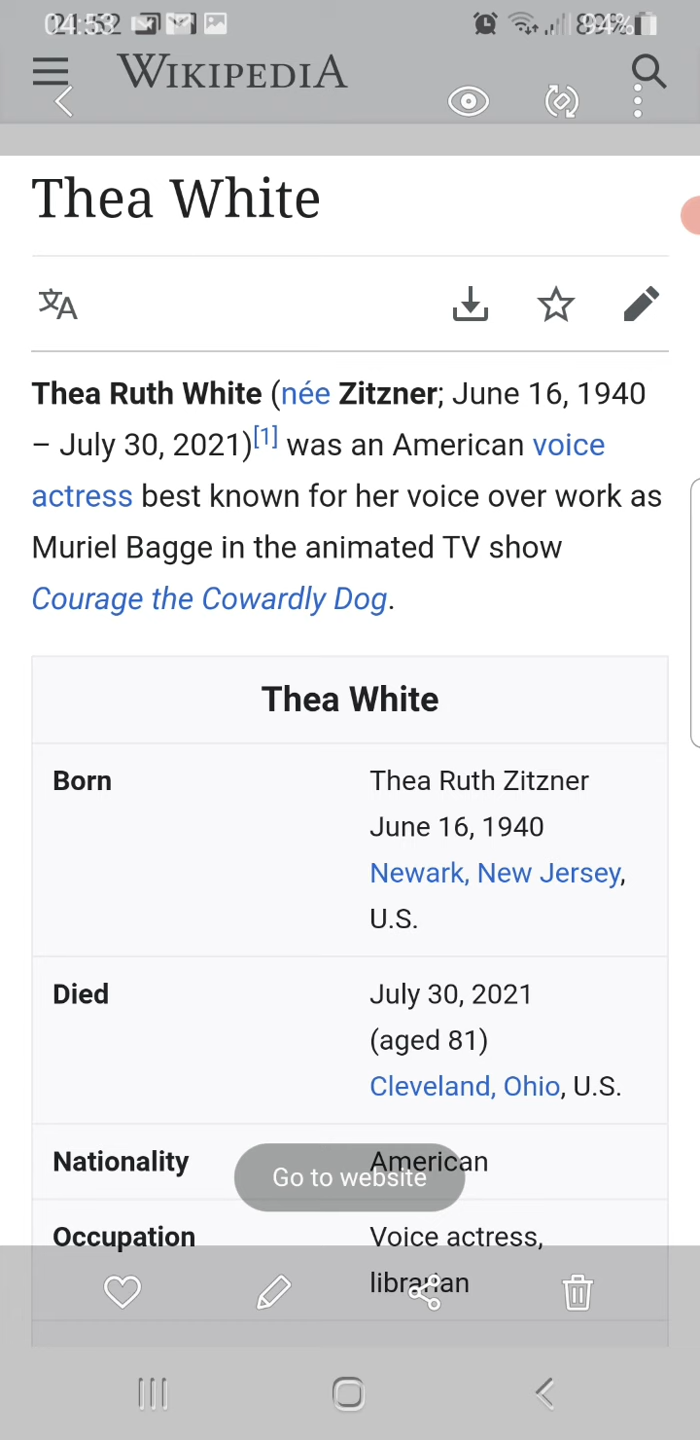 WIKIPEDIA
Thea White
Thea Ruth White (née Zitzner; June 16, 1940
– July 30, 2021)[1] was an American voice
actress best known for her voice over work as
Muriel Bagge in the animated TV show
Courage the Cowardly Dog.
Thea White
Born Thea Ruth Zitzner
June 16, 1940
Newark, New Jersey,
U.S.
Died July 30, 2021
(aged 81)
Cleveland, Ohio, U.S.
Nationality American
Go to website
Occupation Voice actress,
librarian